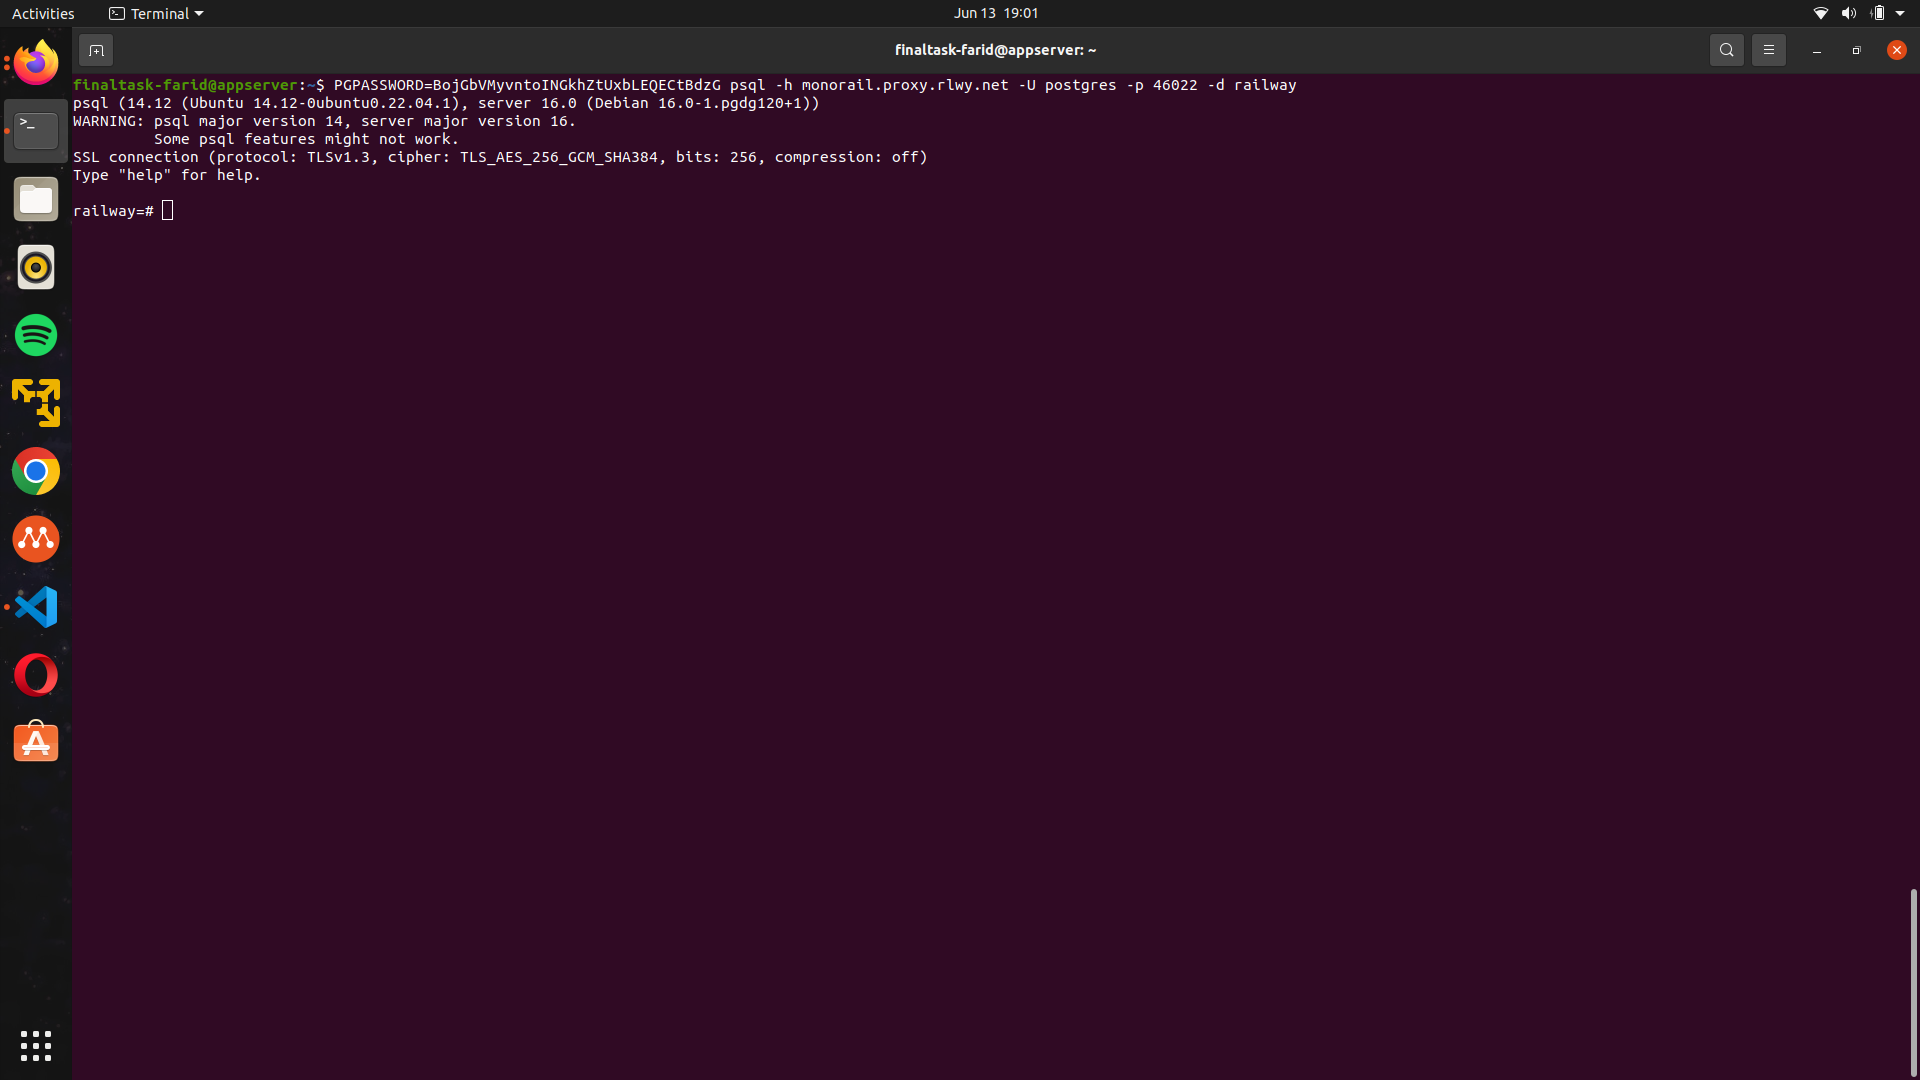 Activities Terminal Jun 13 19:01
finaltask-farid@appserver: ~
finaltask-farid@appserver:~$ PGPASSWORD=BojGbVMyvntoINGkhZtUxbLEQECtBdzG psql -h monorail.proxy.rlwy.net -U postgres -p 46022 -d railway
psql (14.12 (Ubuntu 14.12-0ubuntu0.22.04.1), server 16.0 (Debian 16.0-1.pgdg120+1))
WARNING: psql major version 14, server major version 16.
         Some psql features might not work.
SSL connection (protocol: TLSv1.3, cipher: TLS_AES_256_GCM_SHA384, bits: 256, compression: off)
Type "help" for help.
railway=#